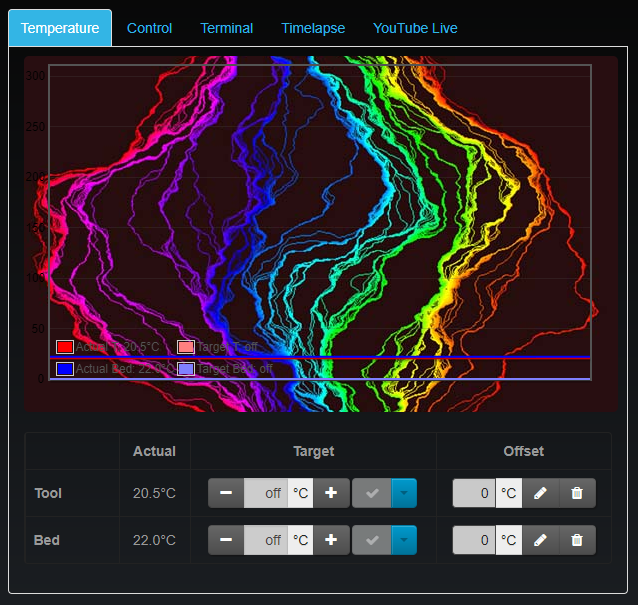 Temperature Control Terminal Timelapse YouTube Live
300
250
200
150
100
50
Actual T: 20.5°C Target T: off
Actual Bed: 22.0°C Target Bed: off
0
Actual Target Offset
Tool 20.5°C off °C 0 °C
Bed 22.0°C off °C 0 °C